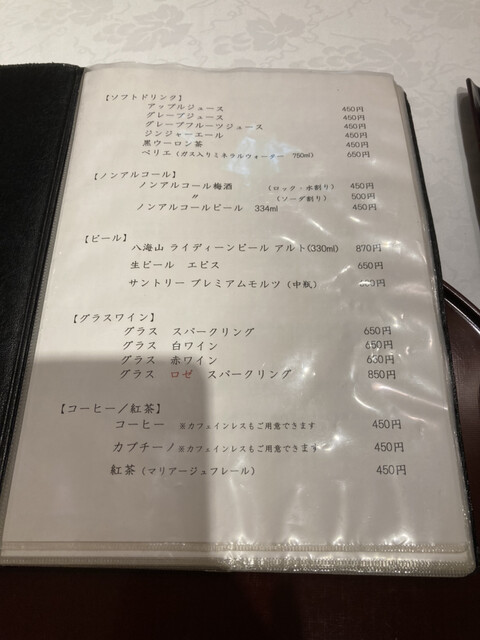 【ソフトドリンク】
アップルジュース 450円
グレープジュース 450円
グレープフルーツジュース 450円
ジンジャーエール 450円
黒ウーロン茶 450円
ペリエ（ガス入りミネラルウォーター 750ml） 650円
【ノンアルコール】
ノンアルコール梅酒 （ロック・水割り） 450円
〃 （ソーダ割り） 500円
ノンアルコールビール 334ml 450円
【ビール】
八海山 ライディーンビール アルト(330ml) 870円
生ビール エビス 650円
サントリー プレミアムモルツ（中瓶） 円
【グラスワイン】
グラス スパークリング 650円
グラス 白ワイン 650円
グラス 赤ワイン 円
グラス ロゼ スパークリング 850円
【コーヒー／紅茶】
コーヒー ※カフェインレスもご用意できます 450円
カプチーノ ※カフェインレスもご用意できます 450円
紅茶（マリアージュフレール） 450円